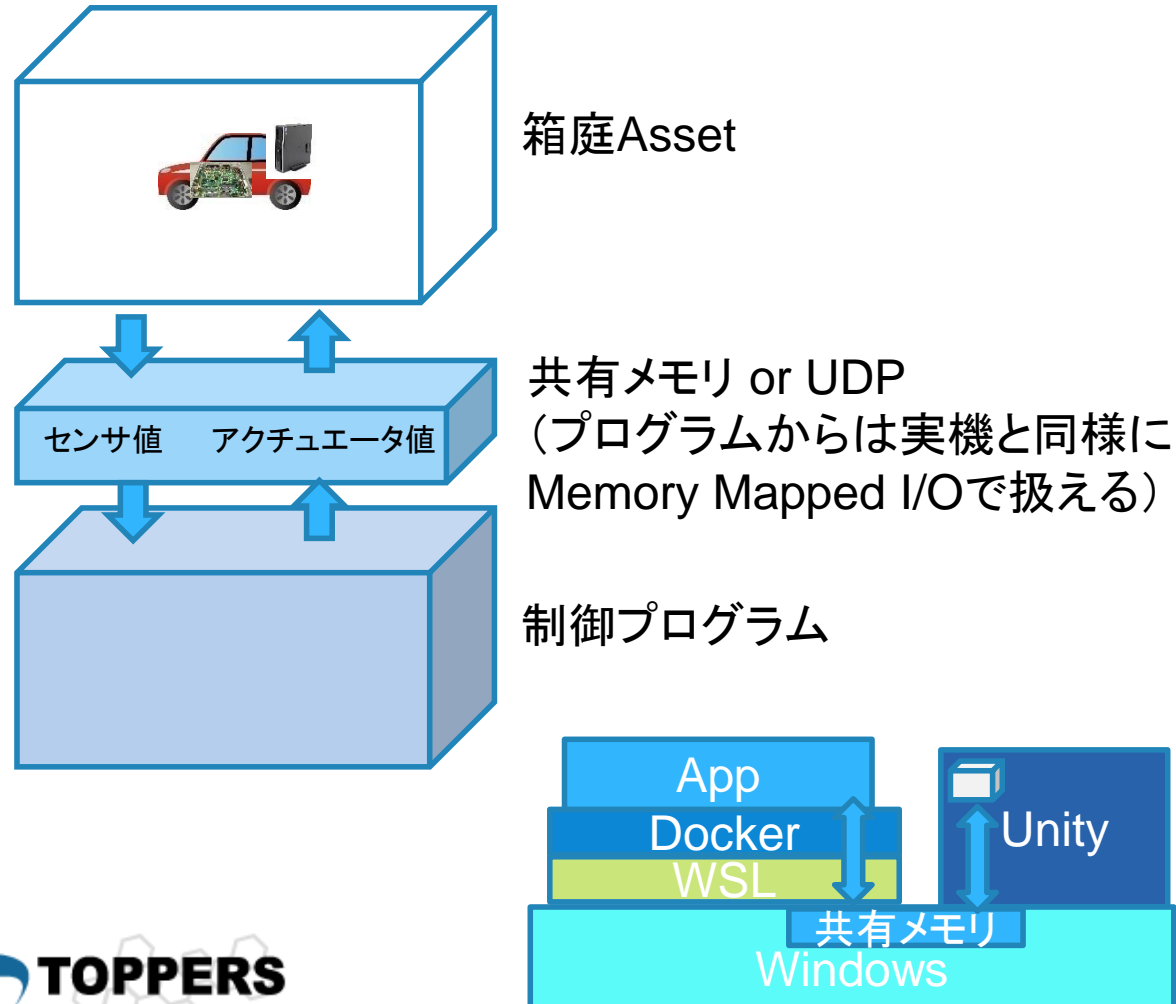 箱庭Asset
共有メモリ or UDP
（プログラムからは実機と同様に
Memory Mapped I/Oで扱える）
センサ値 アクチュエータ値
制御プログラム
App
Docker
WSL
Unity
共有メモリ
Windows
TOPPERS